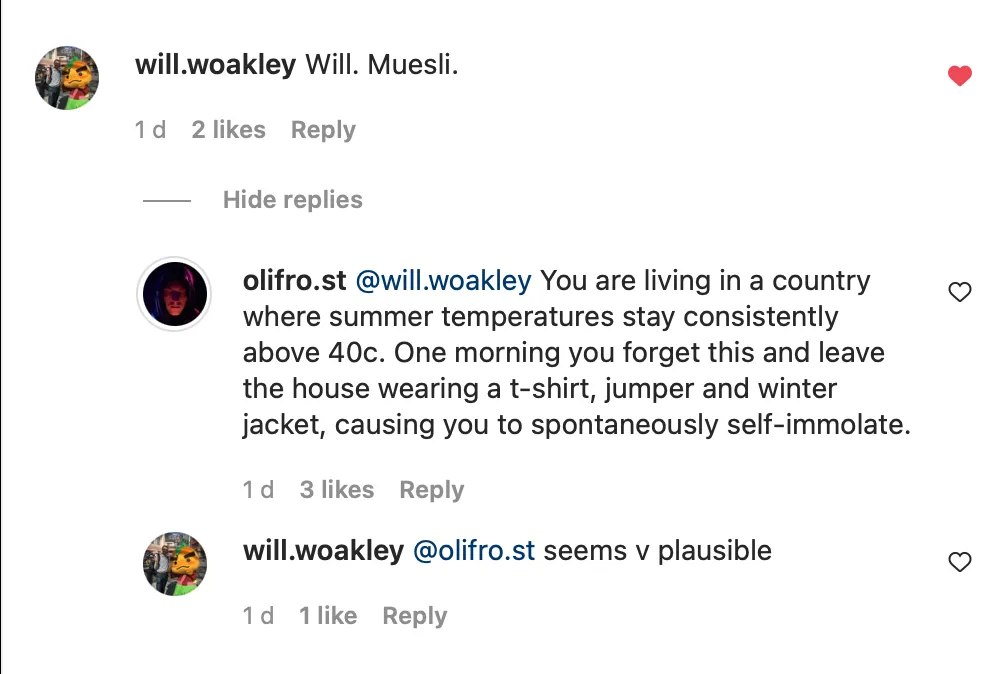 will.woakley Will. Muesli.
1 d 2 likes Reply
Hide replies
olifro.st @will.woakley You are living in a country
where summer temperatures stay consistently
above 40c. One morning you forget this and leave
the house wearing a t-shirt, jumper and winter
jacket, causing you to spontaneously self-immolate.
1 d 3 likes Reply
will.woakley @olifro.st seems v plausible
1 d 1 like Reply